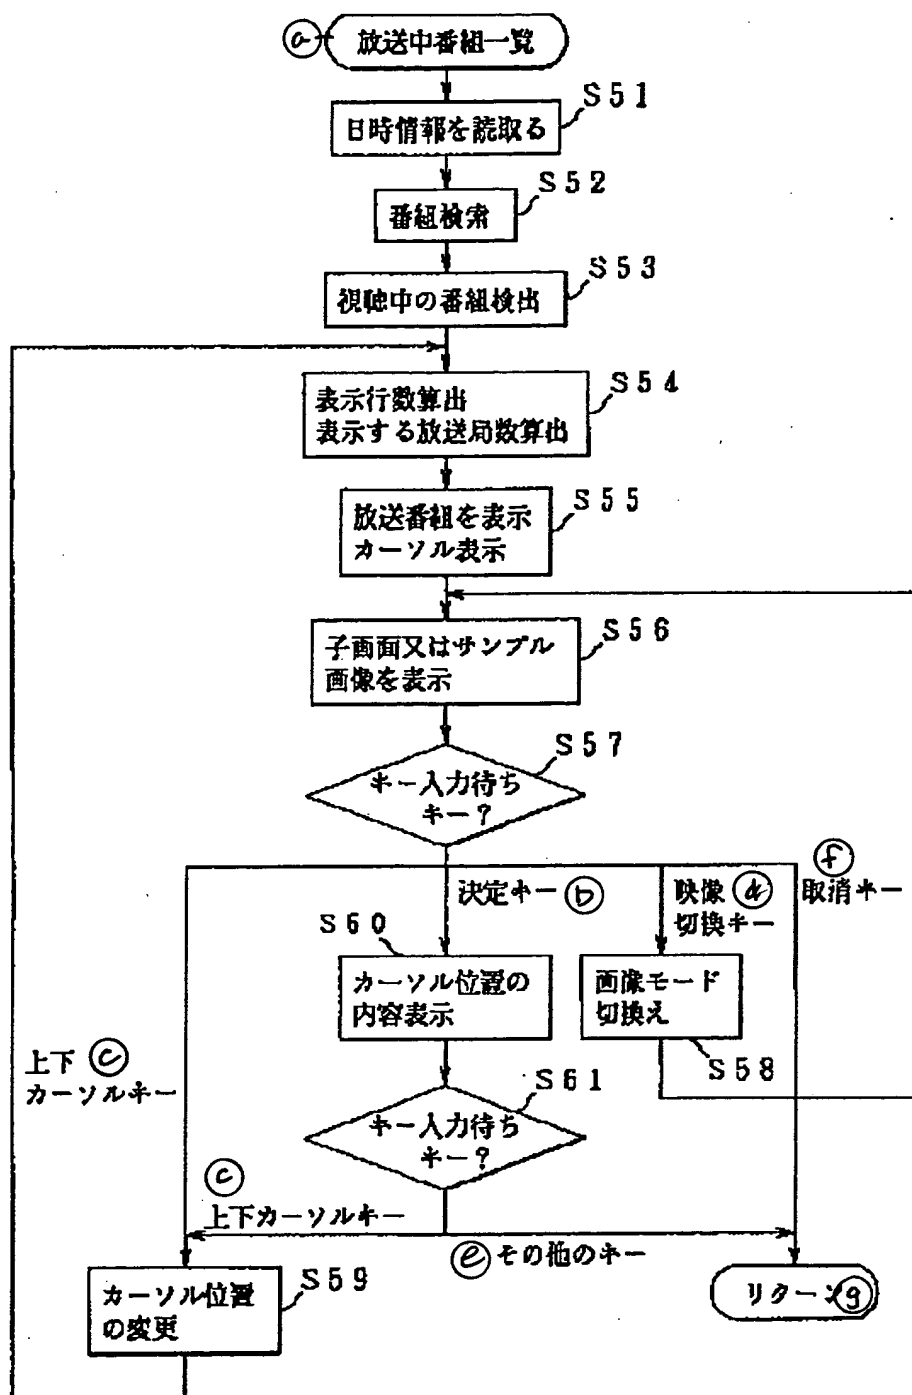 a 放送中番組一覧
S51
日時情報を読取る
S52
番組検索
S53
視聴中の番組検出
S54
表示行数算出
表示する放送局数算出
S55
放送番組を表示
カーソル表示
S56
子画面又はサンプル
画像を表示
S57
キー入力待ち
キー?
決定キー b
映像 d
切換キー
f
取消キー
S60
カーソル位置の
内容表示
画像モード
切換え
S58
上下 c
カーソルキー
S61
キー入力待ち
キー?
c
上下カーソルキー
e その他のキー
S59
カーソル位置
の変更
リターン g